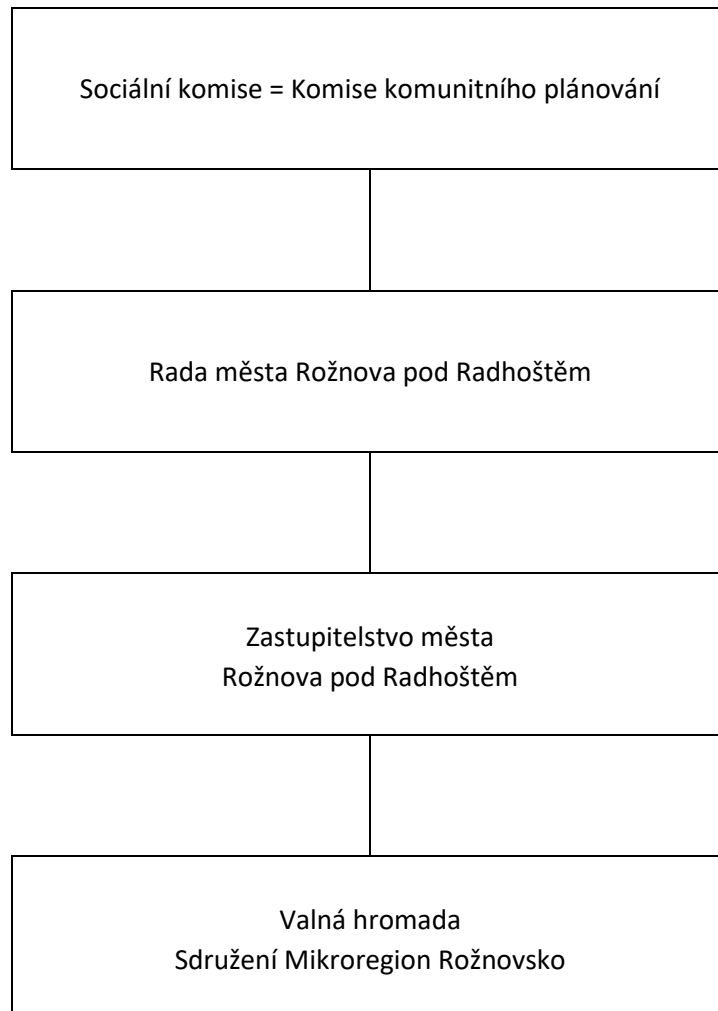 Sociální komise = Komise komunitního plánování
Rada města Rožnova pod Radhoštěm
Zastupitelstvo města
Rožnova pod Radhoštěm
Valná hromada
Sdružení Mikroregion Rožnovsko